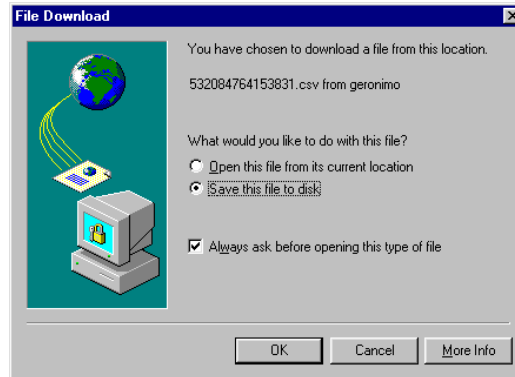 File Download
You have chosen to download a file from this location.
532084764153831.csv from geronimo
What would you like to do with this file?
Open this file from its current location
Save this file to disk
Always ask before opening this type of file
OK
Cancel
More Info